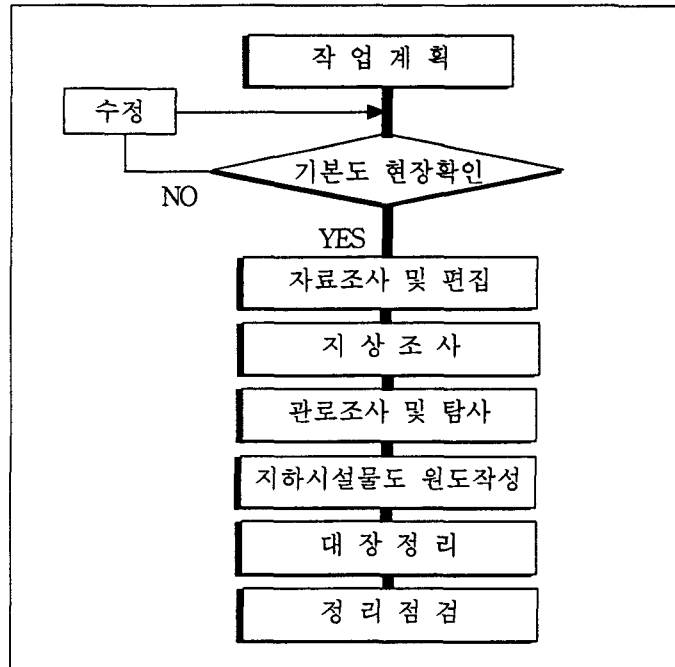 작 업 계 획
수정
기본도 현장확인
NO
YES
자료조사 및 편집
지 상 조 사
관로조사 및 탐사
지하시설물도 원도작성
대 장 정 리
정 리 점 검